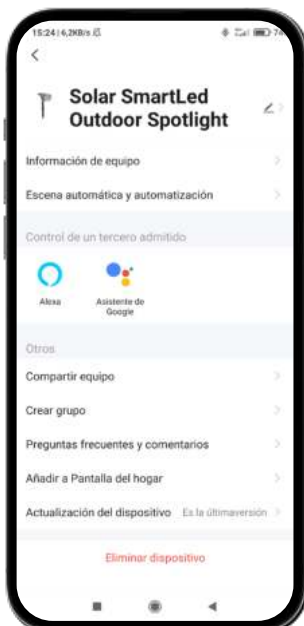 15:24 | 6,2KB/s
Solar SmartLed
Outdoor Spotlight
Información de equipo
Escena automática y automatización
Control de un tercero admitido
Alexa
Asistente de
Google
Otros
Compartir equipo
Crear grupo
Preguntas frecuentes y comentarios
Añadir a Pantalla del hogar
Actualización del dispositivo Es la últimaversión
Eliminar dispositivo